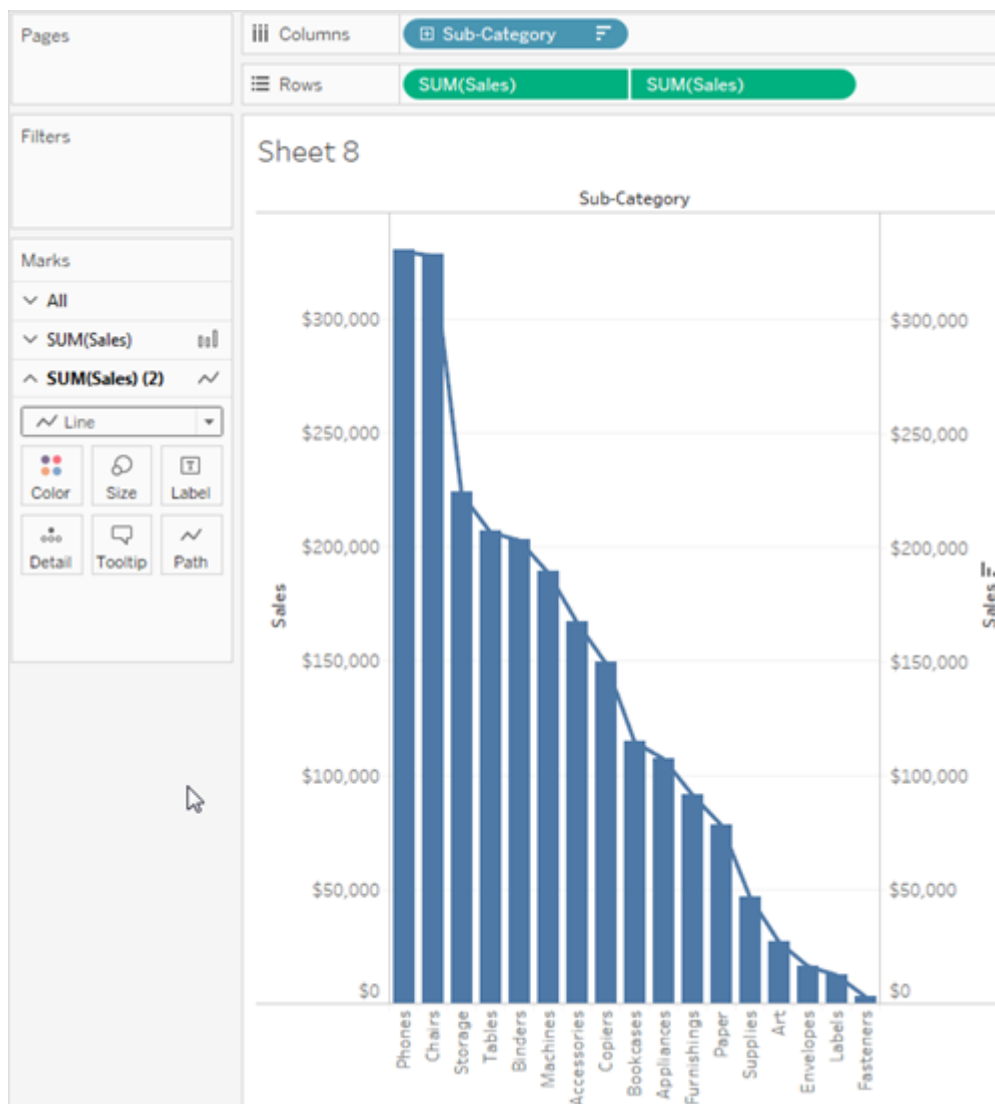 Pages
Columns
Sub-Category
Rows
SUM(Sales)
SUM(Sales)
Filters
Marks
All
SUM(Sales)
SUM(Sales) (2)
Line
Color
Size
Label
Detail
Tooltip
Path
Sheet 8
Sub-Category
Sales
$300,000
$250,000
$200,000
$150,000
$100,000
$50,000
$0
$300,000
$250,000
$200,000
$150,000
$100,000
$50,000
$0
Sales
Phones
Chairs
Storage
Tables
Binders
Machines
Accessories
Copiers
Bookcases
Appliances
Furnishings
Paper
Supplies
Art
Envelopes
Labels
Fasteners